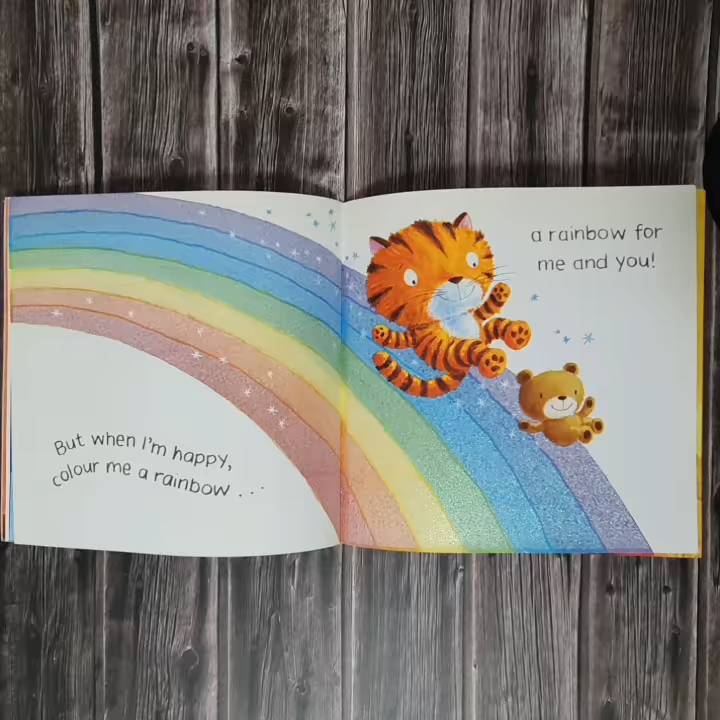 But when I'm happy,
colour me a rainbow . . .
a rainbow for
me and you!